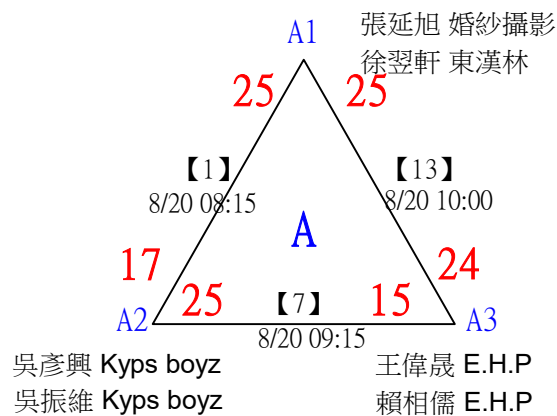 A1
張延旭 婚紗攝影
徐翌軒 東漢林
25
25
【1】
8/20 08:15
【13】
8/20 10:00
A
17
24
25
【7】
15
A2
8/20 09:15
A3
吳彥興 Kyps boyz
吳振維 Kyps boyz
王偉晟 E.H.P
賴相儒 E.H.P